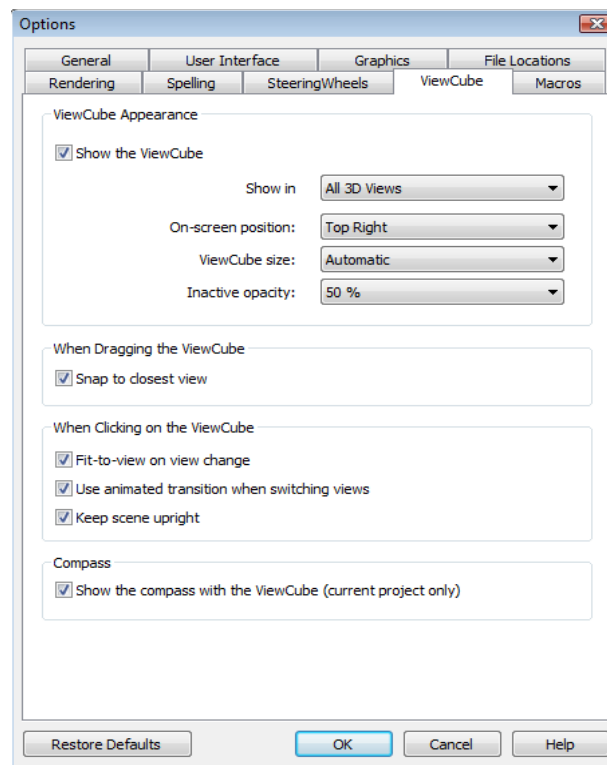 Options
General User Interface Graphics File Locations
Rendering Spelling SteeringWheels ViewCube Macros
ViewCube Appearance
Show the ViewCube
Show in All 3D Views
On-screen position: Top Right
ViewCube size: Automatic
Inactive opacity: 50 %
When Dragging the ViewCube
Snap to closest view
When Clicking on the ViewCube
Fit-to-view on view change
Use animated transition when switching views
Keep scene upright
Compass
Show the compass with the ViewCube (current project only)
Restore Defaults OK Cancel Help